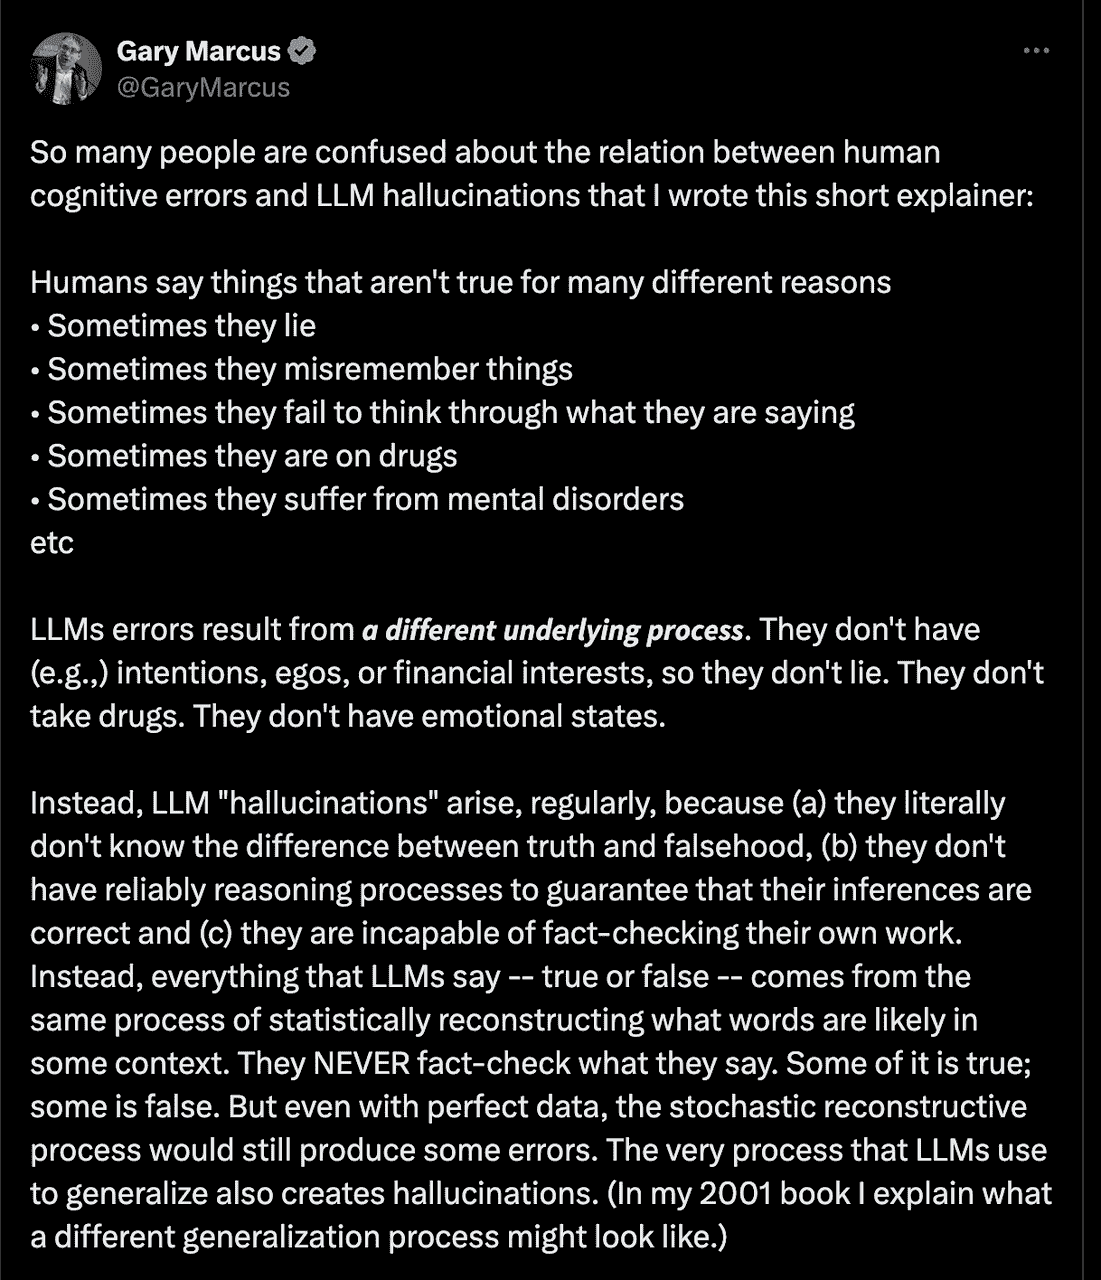 Gary Marcus
@GaryMarcus
So many people are confused about the relation between human
cognitive errors and LLM hallucinations that I wrote this short explainer:
Humans say things that aren't true for many different reasons
• Sometimes they lie
• Sometimes they misremember things
• Sometimes they fail to think through what they are saying
• Sometimes they are on drugs
• Sometimes they suffer from mental disorders
etc
LLMs errors result from a different underlying process. They don't have
(e.g.,) intentions, egos, or financial interests, so they don't lie. They don't
take drugs. They don't have emotional states.
Instead, LLM "hallucinations" arise, regularly, because (a) they literally
don't know the difference between truth and falsehood, (b) they don't
have reliably reasoning processes to guarantee that their inferences are
correct and (c) they are incapable of fact-checking their own work.
Instead, everything that LLMs say -- true or false -- comes from the
same process of statistically reconstructing what words are likely in
some context. They NEVER fact-check what they say. Some of it is true;
some is false. But even with perfect data, the stochastic reconstructive
process would still produce some errors. The very process that LLMs use
to generalize also creates hallucinations. (In my 2001 book I explain what
a different generalization process might look like.)